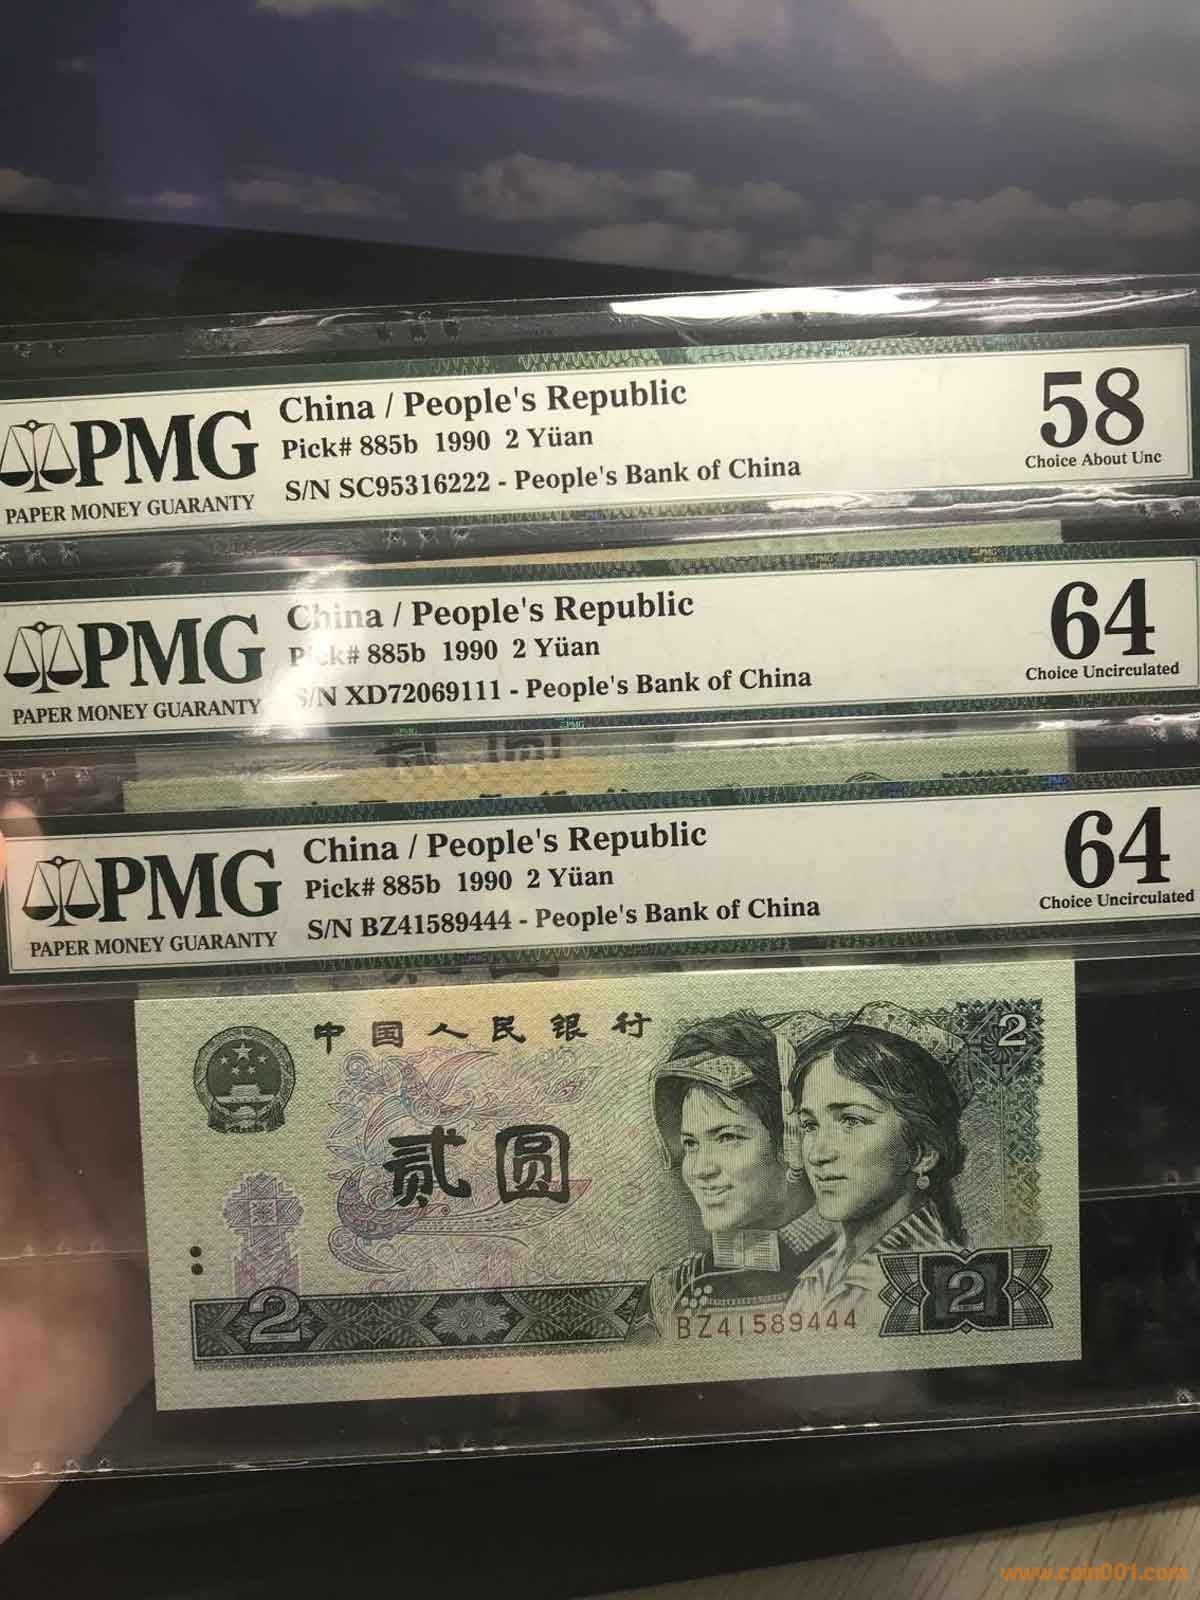 PMG
PAPER MONEY GUARANTY
China / People's Republic
Pick# 885b 1990 2 Yüan
S/N SC95316222 - People's Bank of China
58
Choice About Unc
PMG
PAPER MONEY GUARANTY
China / People's Republic
Pick# 885b 1990 2 Yüan
S/N XD72069111 - People's Bank of China
64
Choice Uncirculated
PMG
PAPER MONEY GUARANTY
China / People's Republic
Pick# 885b 1990 2 Yüan
S/N BZ41589444 - People's Bank of China
64
Choice Uncirculated
中国人民银行
2
贰圆
2
BZ41589444
2
www.coin001.com